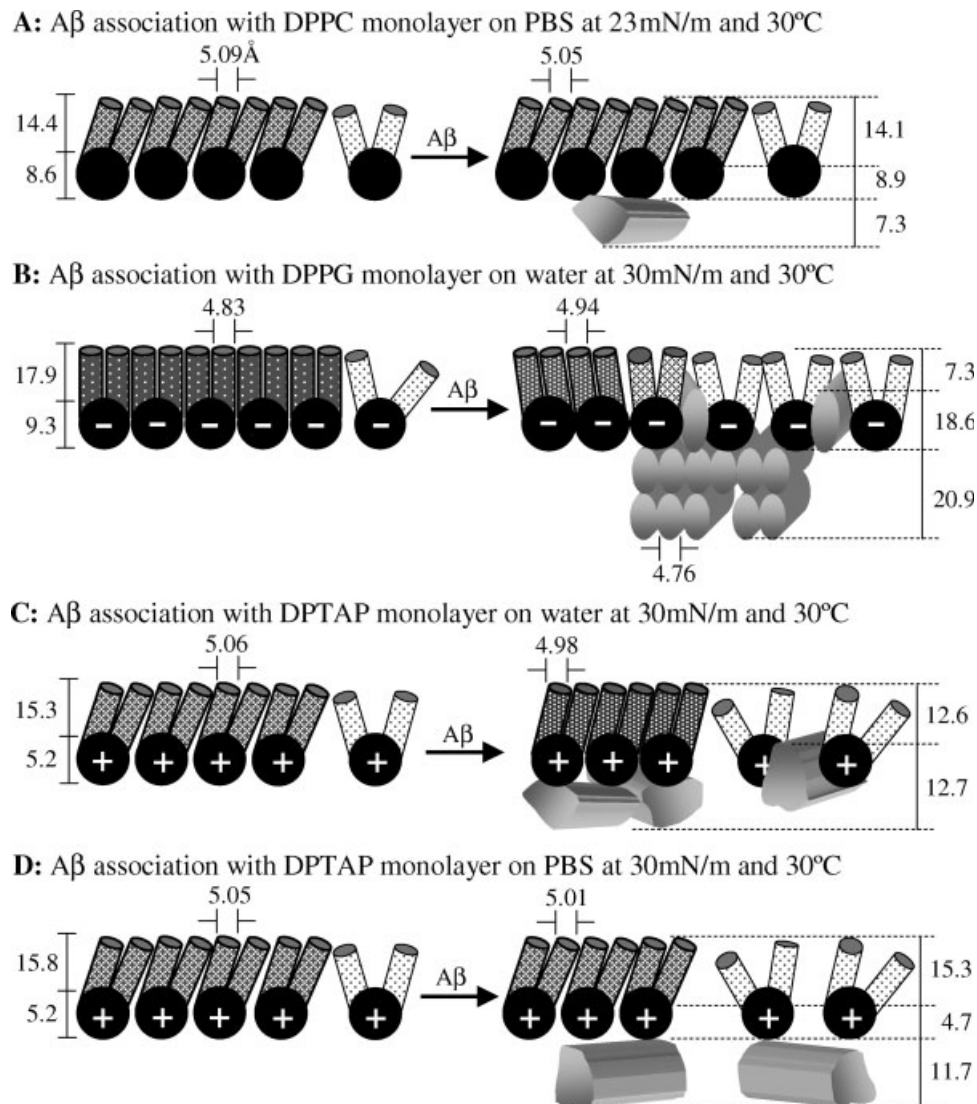 A: Aβ association with DPPC monolayer on PBS at 23mN/m and 30ºC
5.09Å
5.05
14.4
8.6
Aβ
14.1
8.9
7.3
B: Aβ association with DPPG monolayer on water at 30mN/m and 30ºC
4.83
4.94
17.9
9.3
Aβ
7.3
18.6
20.9
− − − − − −
− − − − − −
4.76
C: Aβ association with DPTAP monolayer on water at 30mN/m and 30ºC
5.06
4.98
15.3
5.2
Aβ
12.6
12.7
+ + + + +
+ + + + +
D: Aβ association with DPTAP monolayer on PBS at 30mN/m and 30ºC
5.05
5.01
15.8
5.2
Aβ
15.3
4.7
11.7
+ + + + +
+ + + + +